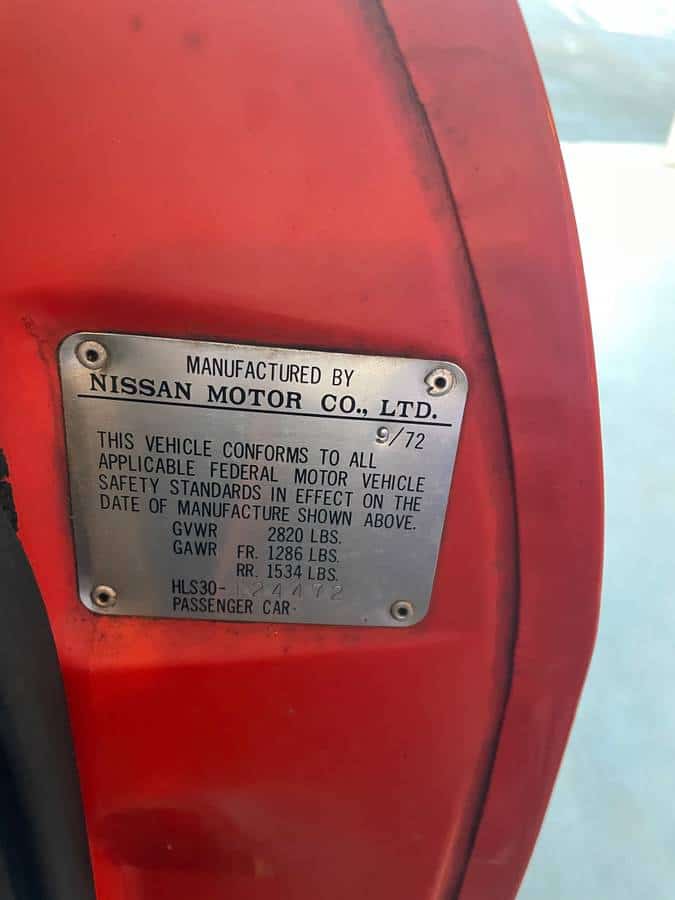 MANUFACTURED BY
NISSAN MOTOR CO., LTD.
9/72
THIS VEHICLE CONFORMS TO ALL
APPLICABLE FEDERAL MOTOR VEHICLE
SAFETY STANDARDS IN EFFECT ON THE
DATE OF MANUFACTURE SHOWN ABOVE.
GVWR 2820 LBS.
GAWR FR. 1286 LBS.
RR. 1534 LBS.
HLS30-124472
PASSENGER CAR.